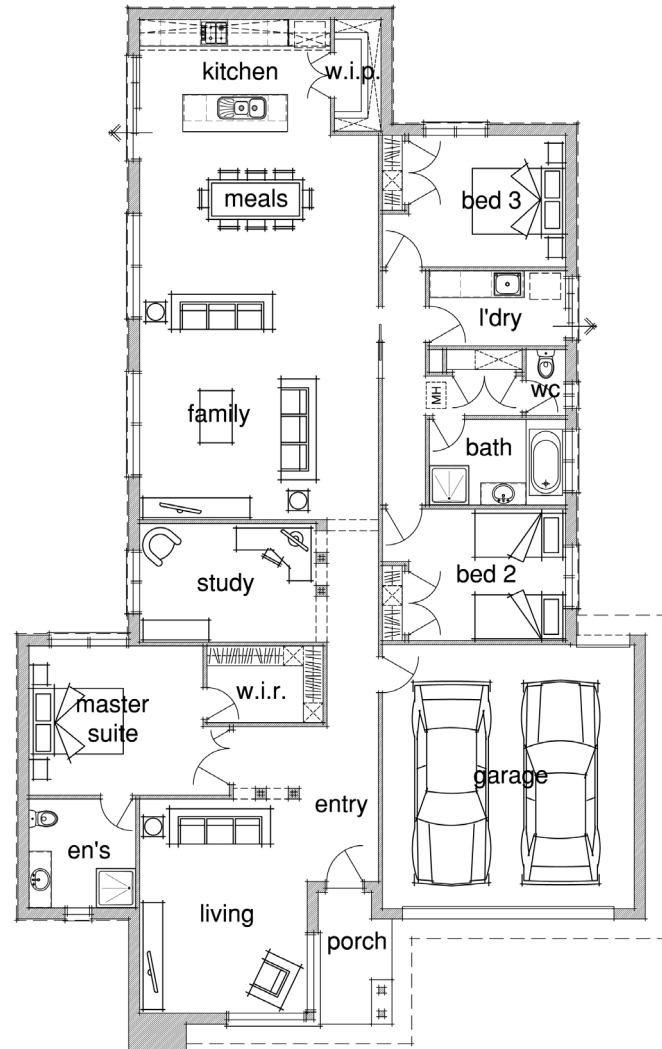 kitchen
w.i.p.
meals
bed 3
l'dry
MH
wc
family
bath
study
bed 2
w.i.r.
master
suite
garage
entry
en's
living
porch